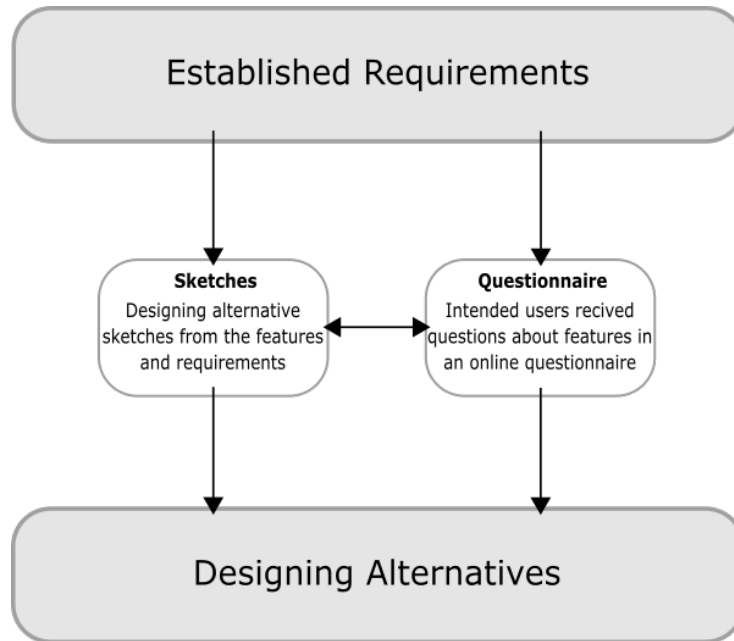 Established Requirements
Sketches
Designing alternative
sketches from the features
and requirements
Questionnaire
Intended users recived
questions about features in
an online questionnaire
Designing Alternatives